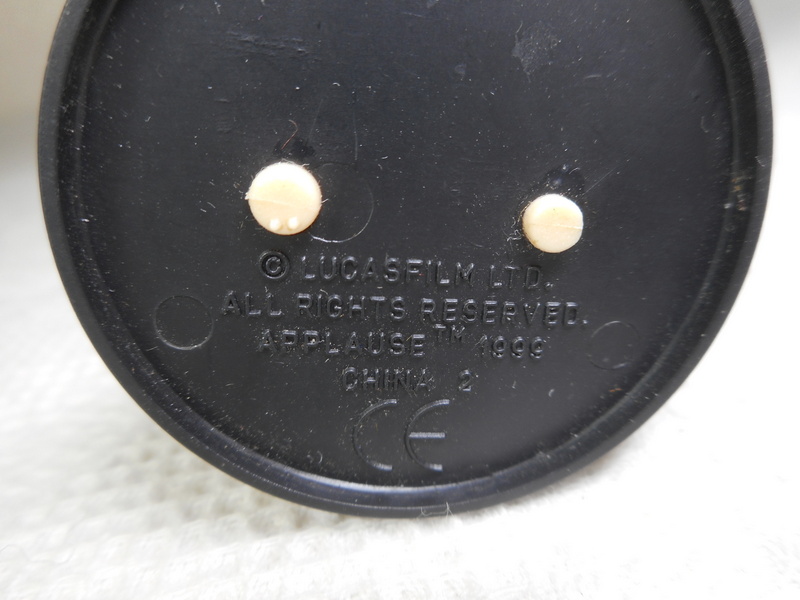 © LUCASFILM LTD.
ALL RIGHTS RESERVED.
APPLAUSE™ 1999
CHINA 2
CE